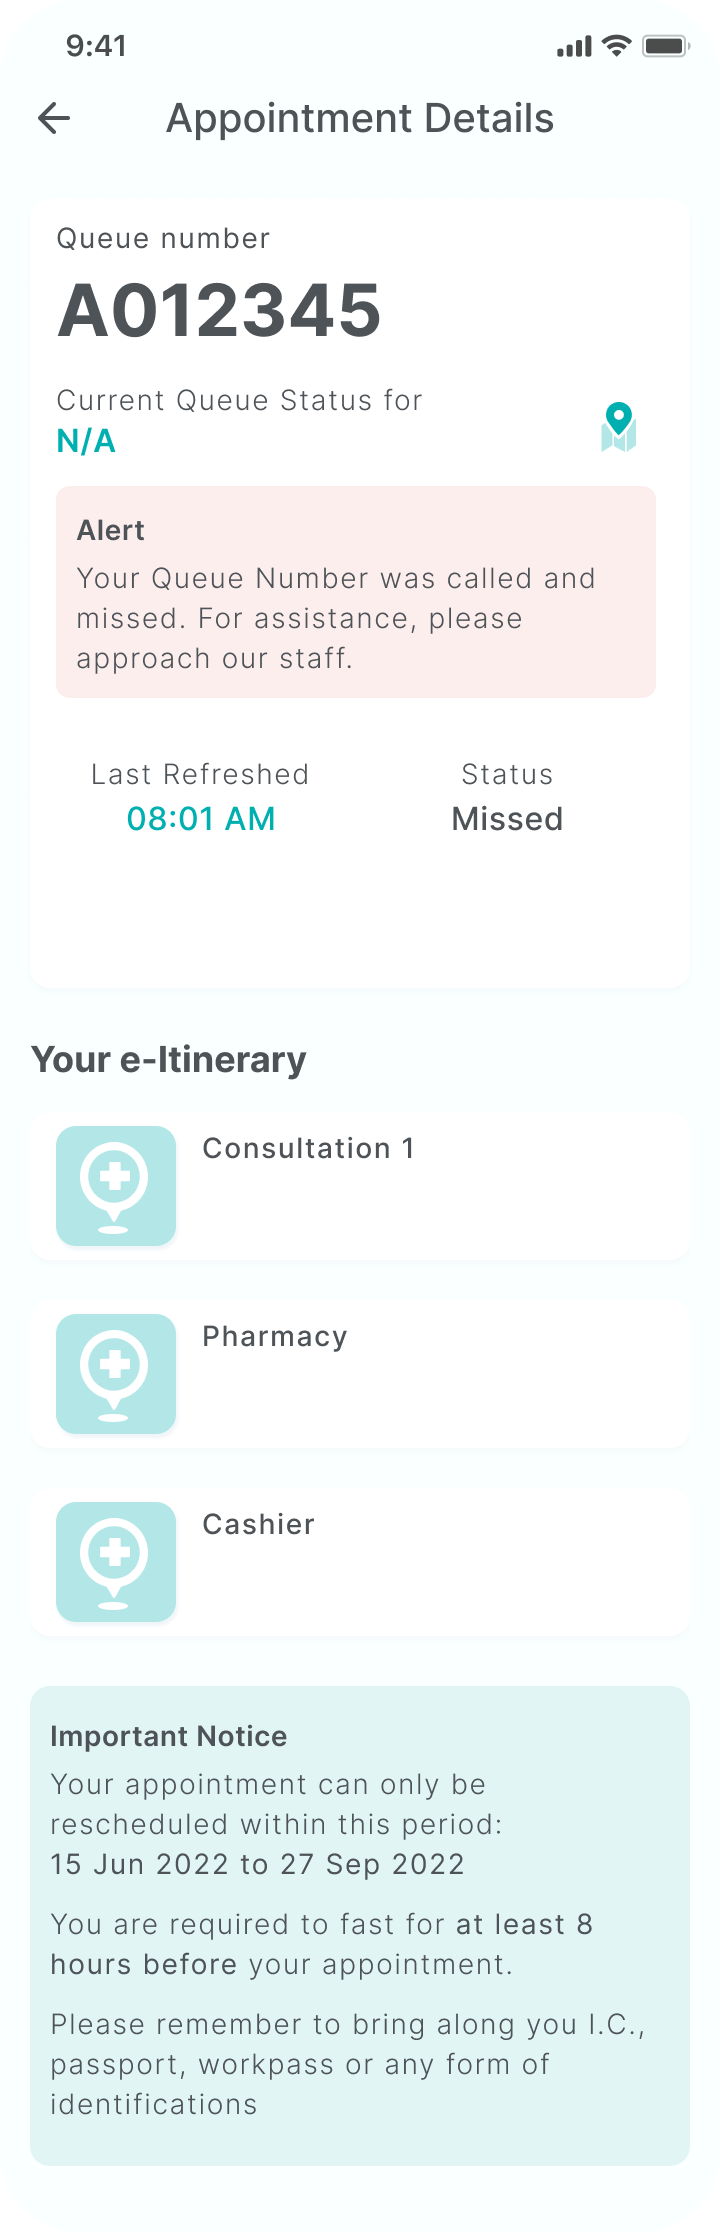 9:41
Appointment Details
Queue number
A012345
Current Queue Status for
N/A
Alert
Your Queue Number was called and
missed. For assistance, please
approach our staff.
Last Refreshed
Status
08:01 AM
Missed
Your e-Itinerary
Consultation 1
Pharmacy
Cashier
Important Notice
Your appointment can only be
rescheduled within this period:
15 Jun 2022 to 27 Sep 2022
You are required to fast for at least 8
hours before your appointment.
Please remember to bring along you I.C.,
passport, workpass or any form of
identifications